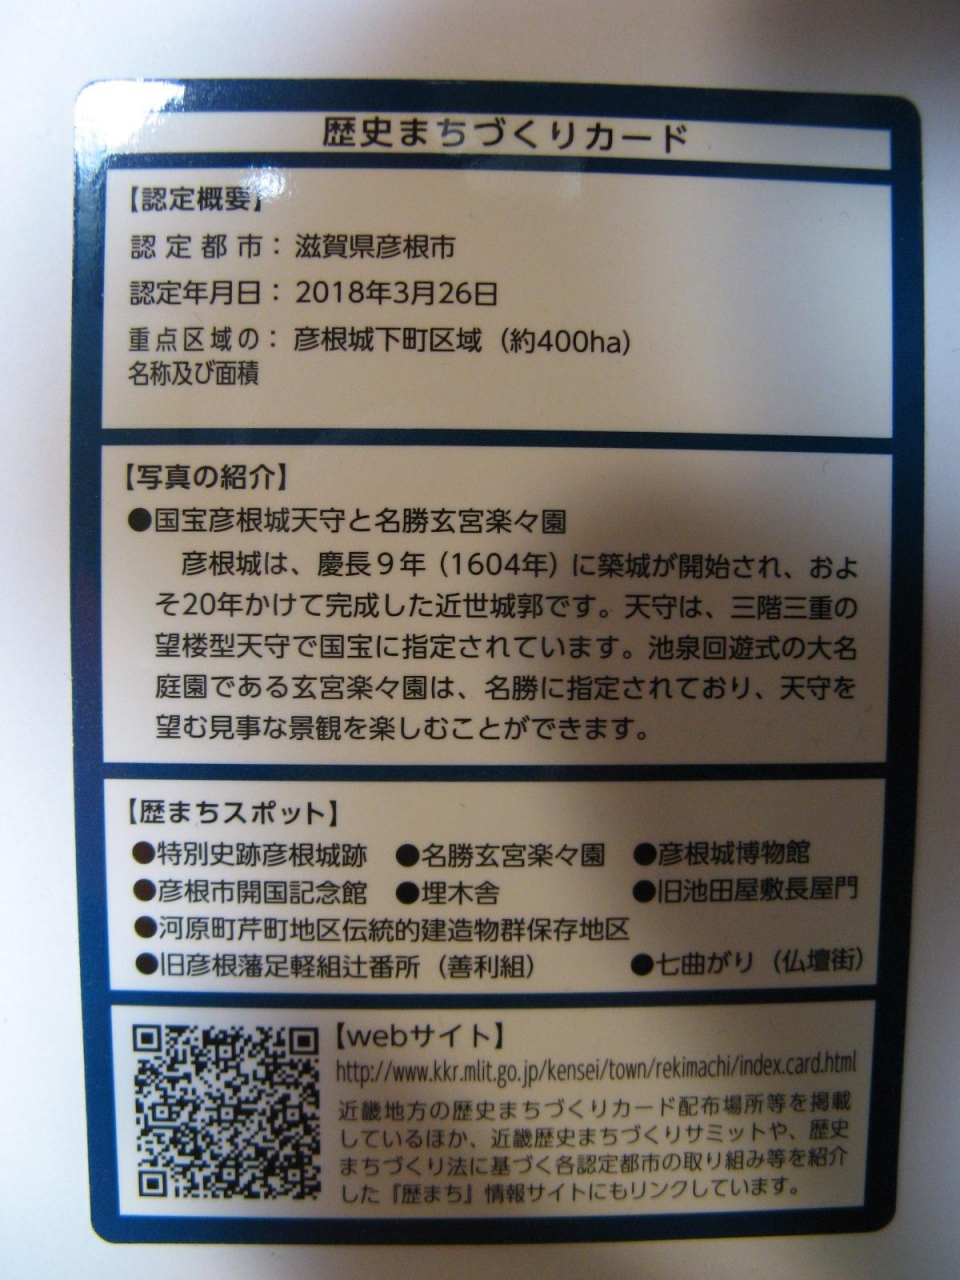 歴史まちづくりカード
【認定概要】
認定都市：滋賀県彦根市
認定年月日：2018年3月26日
重点区域の：彦根城下町区域（約400ha）
名称及び面積
【写真の紹介】
●国宝彦根城天守と名勝玄宮楽々園
彦根城は、慶長９年（1604年）に築城が開始され、およ
そ20年かけて完成した近世城郭です。天守は、三階三重の
望楼型天守で国宝に指定されています。池泉回遊式の大名
庭園である玄宮楽々園は、名勝に指定されており、天守を
望む見事な景観を楽しむことができます。
【歴まちスポット】
●特別史跡彦根城跡 ●名勝玄宮楽々園 ●彦根城博物館
●彦根市開国記念館 ●埋木舎 ●旧池田屋敷長屋門
●河原町芹町地区伝統的建造物群保存地区
●旧彦根藩足軽組辻番所（善利組） ●七曲がり（仏壇街）
【webサイト】
http://www.kkr.mlit.go.jp/kensei/town/rekimachi/index.card.html
近畿地方の歴史まちづくりカード配布場所等を掲載
しているほか、近畿歴史まちづくりサミットや、歴史
まちづくり法に基づく各認定都市の取り組み等を紹介
した『歴まち』情報サイトにもリンクしています。